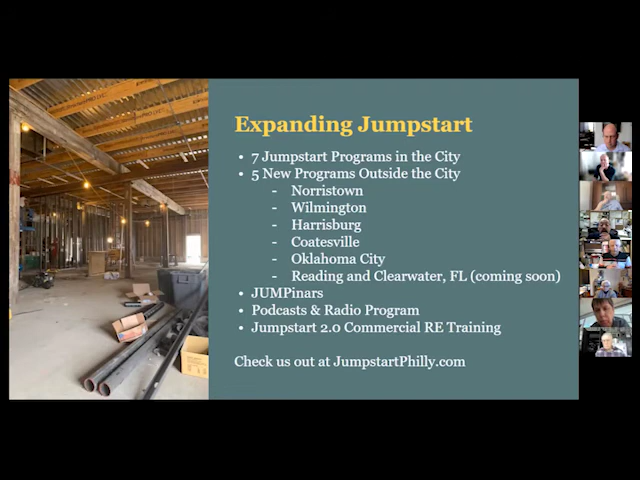 Expanding Jumpstart
• 7 Jumpstart Programs in the City
• 5 New Programs Outside the City
- Norristown
- Wilmington
- Harrisburg
- Coatesville
- Oklahoma City
- Reading and Clearwater, FL (coming soon)
• JUMPinars
• Podcasts & Radio Program
• Jumpstart 2.0 Commercial RE Training
Check us out at JumpstartPhilly.com